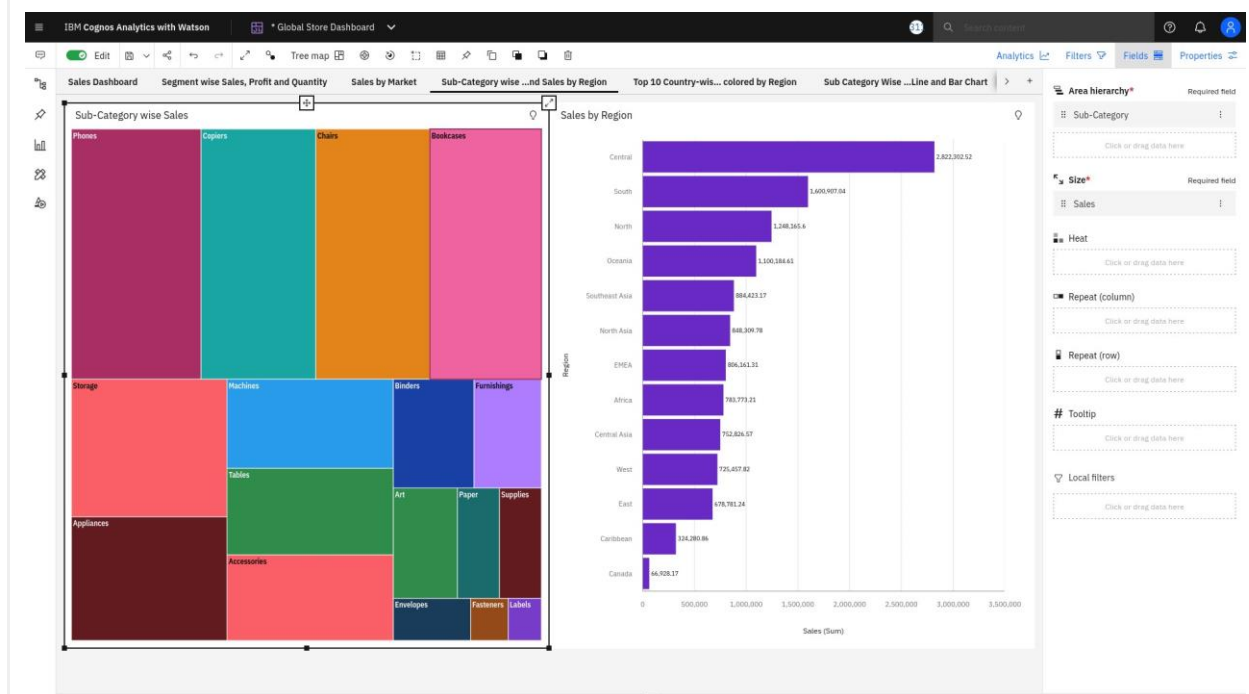 IBM Cognos Analytics with Watson
* Global Store Dashboard
Search content
Edit
Tree map
Analytics
Filters
Fields
Properties
Sales Dashboard
Segment wise Sales, Profit and Quantity
Sales by Market
Sub-Category wise ...nd Sales by Region
Top 10 Country-wis... colored by Region
Sub Category Wise ...Line and Bar Chart
Sub-Category wise Sales
Phones
Copiers
Chairs
Bookcases
Storage
Machines
Binders
Furnishings
Tables
Art
Paper
Supplies
Appliances
Accessories
Envelopes
Fasteners
Labels
Sales by Region
Region
Central
2,822,302.52
South
1,600,907.04
North
1,248,165.6
Oceania
1,100,184.61
Southeast Asia
884,423.17
North Asia
848,309.78
EMEA
806,161.31
Africa
783,773.21
Central Asia
752,826.57
West
725,457.82
East
678,781.24
Caribbean
324,280.86
Canada
66,928.17
0
500,000
1,000,000
1,500,000
2,000,000
2,500,000
3,000,000
3,500,000
Sales (Sum)
Area hierarchy*
Required field
Sub-Category
Click or drag data here
Size*
Required field
Sales
Heat
Click or drag data here
Repeat (column)
Click or drag data here
Repeat (row)
Click or drag data here
Tooltip
Click or drag data here
Local filters
Click or drag data here